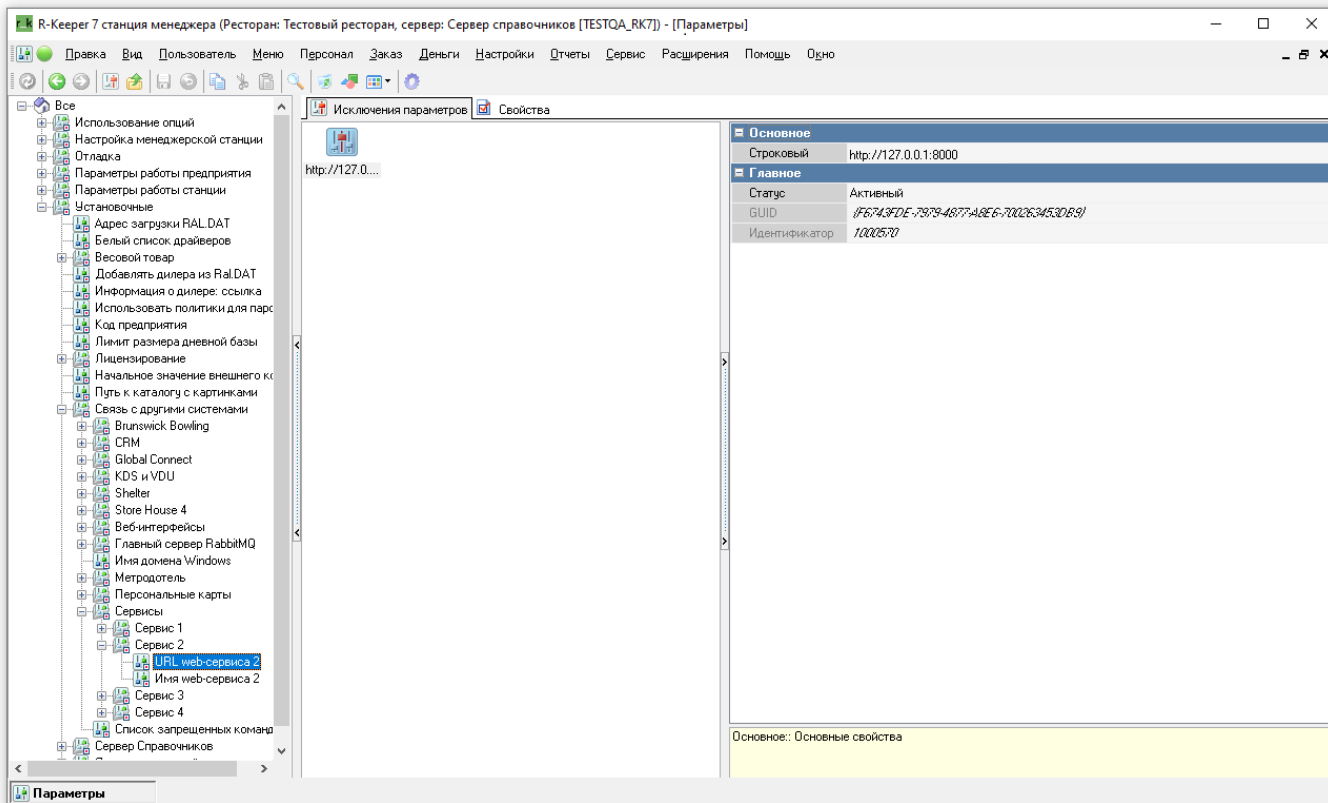 R-Keeper 7 станция менеджера (Ресторан: Тестовый ресторан, сервер: Сервер справочников [TESTQA_RK7]) - [Параметры]
Правка Вид Пользователь Меню Персонал Заказ Деньги Настройки Отчеты Сервис Расширения Помощь Окно
Все
Использование опций
Настройка менеджерской станции
Отладка
Параметры работы предприятия
Параметры работы станции
Установочные
Адрес загрузки RAL.DAT
Белый список драйверов
Весовой товар
Добавлять дилера из Ral.DAT
Информация о дилере: ссылка
Использовать политики для паро
Код предприятия
Лимит размера дневной базы
Лицензирование
Начальное значение внешнего ко
Путь к каталогу с картинками
Связь с другими системами
Brunswick Bowling
CRM
Global Connect
KDS и VDU
Shelter
Store House 4
Веб-интерфейсы
Главный сервер RabbitMQ
Имя домена Windows
Метродотель
Персональные карты
Сервисы
Сервис 1
Сервис 2
URL web-сервиса 2
Имя web-сервиса 2
Сервис 3
Сервис 4
Список запрещенных команд
Сервер Справочников
Исключения параметров Свойства
http://127.0....
Основное
Строковый http://127.0.0.1:8000
Главное
Статус Активный
GUID {F6743FDE-7979-4877-A8E6-700263453DB9}
Идентификатор 1000570
Основное:: Основные свойства
Параметры